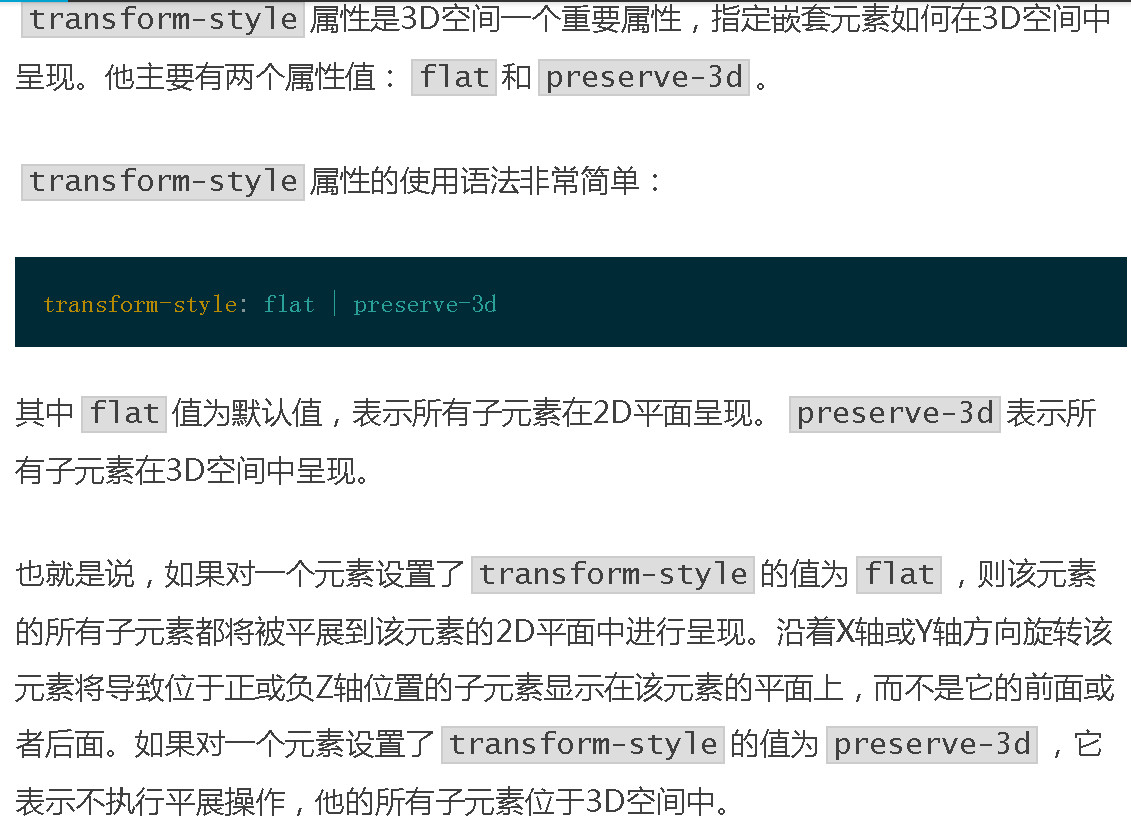 transform-style 属性是3D空间一个重要属性，指定嵌套元素如何在3D空间中
呈现。他主要有两个属性值： flat 和 preserve-3d 。
transform-style 属性的使用语法非常简单：
transform-style: flat | preserve-3d
其中 flat 值为默认值，表示所有子元素在2D平面呈现。 preserve-3d 表示所
有子元素在3D空间中呈现。
也就是说，如果对一个元素设置了 transform-style 的值为 flat ，则该元素
的所有子元素都将被平展到该元素的2D平面中进行呈现。沿着X轴或Y轴方向旋转该
元素将导致位于正或负Z轴位置的子元素显示在该元素的平面上，而不是它的前面或
者后面。如果对一个元素设置了 transform-style 的值为 preserve-3d ，它
表示不执行平展操作，他的所有子元素位于3D空间中。